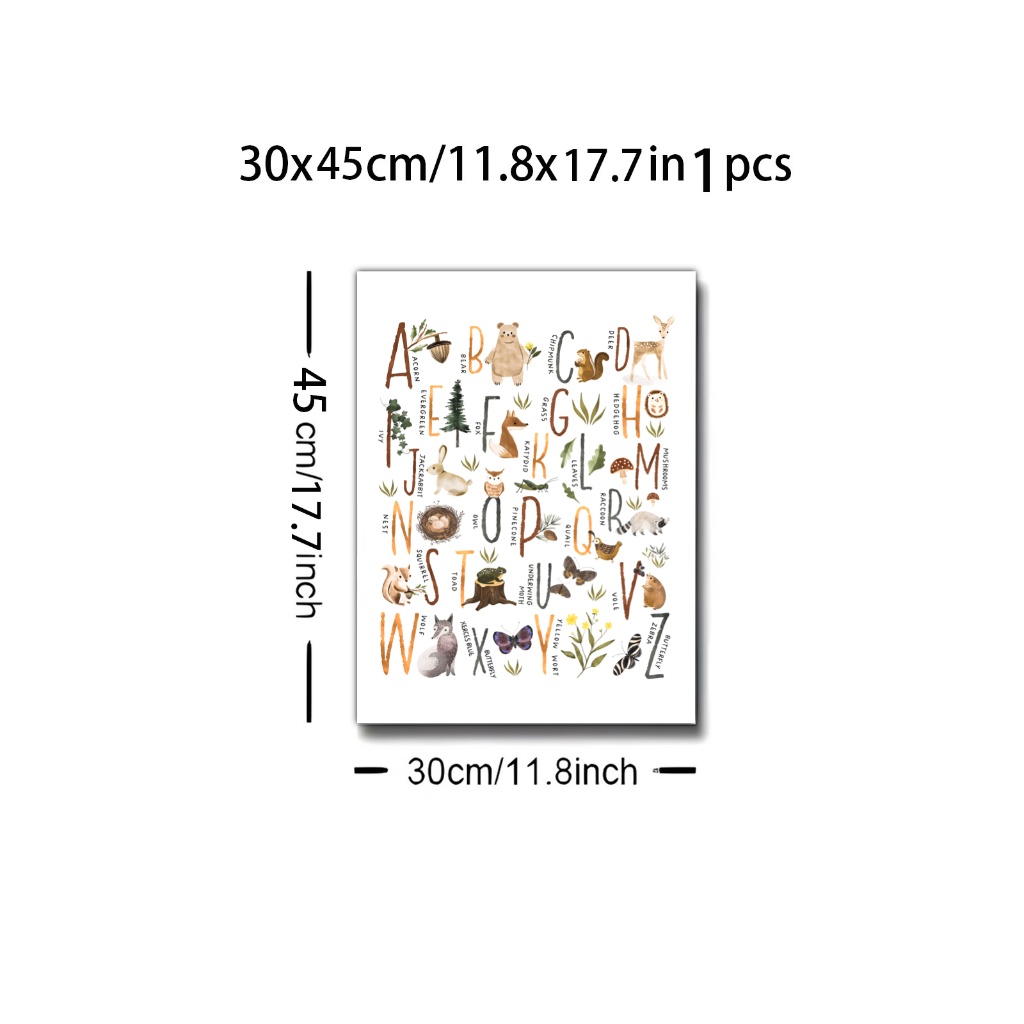 30x45cm/11.8x17.7in 1 pcs
45 cm/17.7inch
A ACORN
B BEAR
C CHIPMUNK
D DEER
E EVERGREEN
F FOX
G GRASS
H HEDGEHOG
I IVY
J JACKRABBIT
K KATYDID
L LEAVES
M MUSHROOMS
N NEST
O OWL
P PINECONE
Q QUAIL
R RACCOON
S SQUIRREL
T TOAD
U UNDERWING MOTH
V VOLE
W WOLF
X XERCES BLUE BUTTERFLY
Y YELLOW WORT
Z ZEBRA BUTTERFLY
30cm/11.8inch